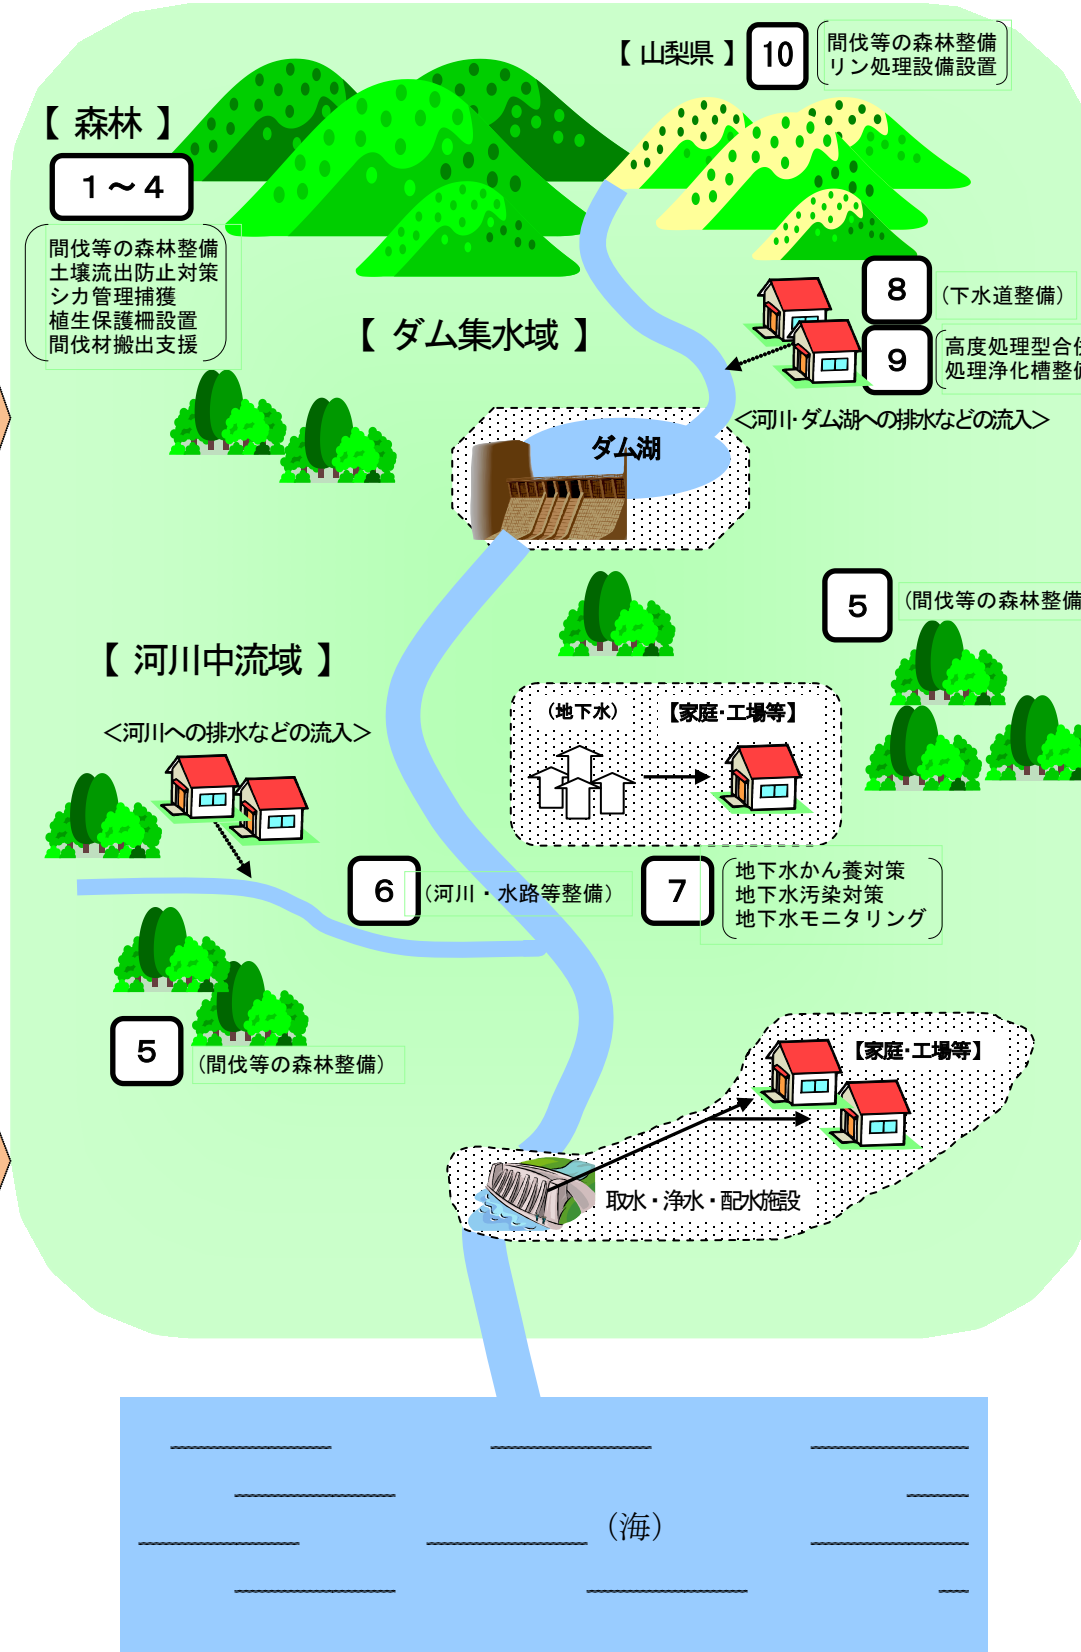 【 山梨県 】
10
間伐等の森林整備
リン処理設備設置
【 森林 】
１～４
間伐等の森林整備
土壌流出防止対策
シカ管理捕獲
植生保護柵設置
間伐材搬出支援
【 ダム集水域 】
８
（下水道整備）
９
高度処理型合併
処理浄化槽整備
＜河川・ダム湖への排水などの流入＞
ダム湖
５
（間伐等の森林整備
【 河川中流域 】
＜河川への排水などの流入＞
（地下水）
【家庭・工場等】
６
（河川・水路等整備）
７
地下水かん養対策
地下水汚染対策
地下水モニタリング
５
（間伐等の森林整備）
【家庭・工場等】
取水・浄水・配水施設
（海）